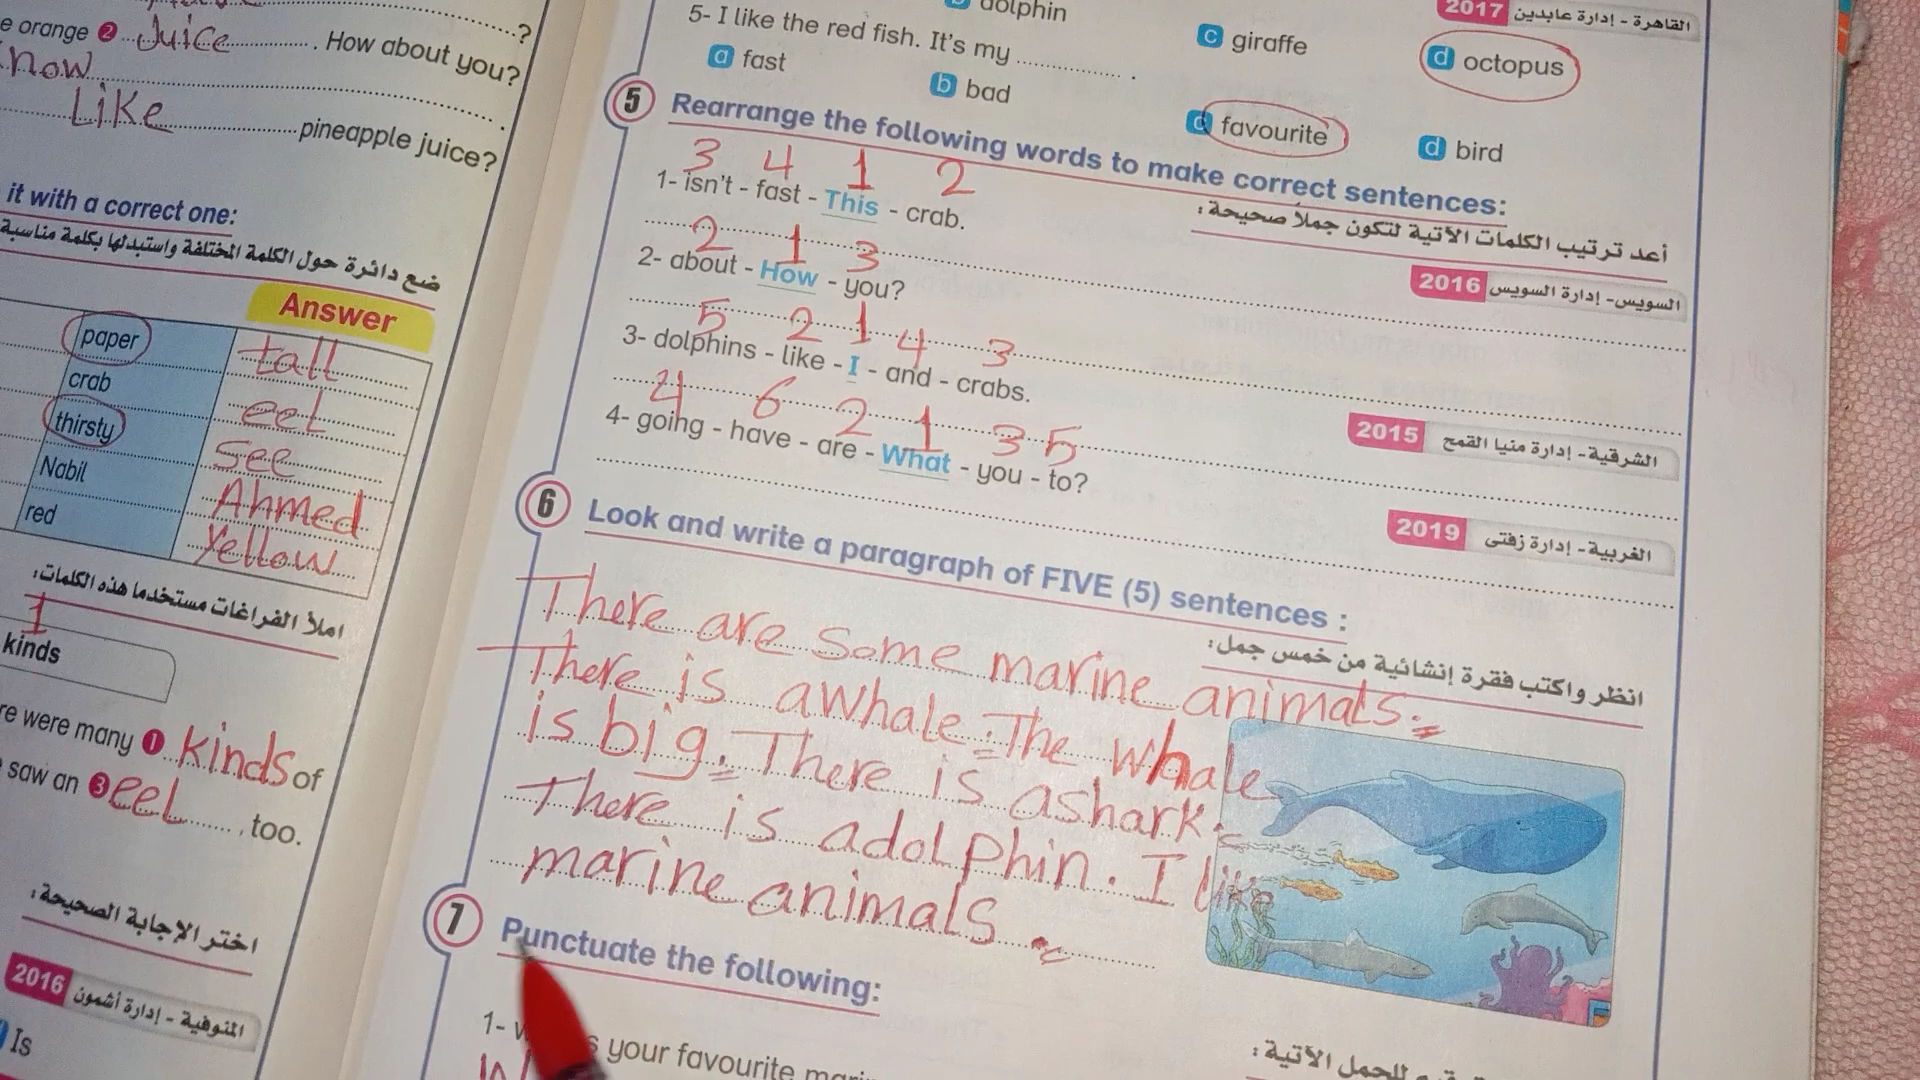 e orange 2 Juice . How about you?
now
Like pineapple juice?
it with a correct one:
ضع دائرة حول الكلمة المختلفة واستبدلها بكلمة مناسبة
Answer
paper tall
crab eel
thirsty see
Nabil Ahmed
red Yellow
املأ الفراغات مستخدما هذه الكلمات:
1
kinds
re were many 1 kinds of
saw an 3 eel , too.
اختر الإجابة الصحيحة:
2016 المنوفية - إدارة أشمون
Is
b dolphin
c giraffe
d octopus
2017 القاهرة - إدارة عابدين
5- I like the red fish. It's my .
a fast
b bad
c favourite
d bird
5 Rearrange the following words to make correct sentences:
أعد ترتيب الكلمات الآتية لتكون جملاً صحيحة:
3 4 1 2
1- isn't - fast - This - crab.
2016 السويس - إدارة السويس
2 1 3
2- about - How - you?
5 2 1 4 3
3- dolphins - like - I - and - crabs.
2015 الشرقية - إدارة منيا القمح
4 6 2 1 3 5
4- going - have - are - What - you - to?
2019 الغربية - إدارة زفتى
6 Look and write a paragraph of FIVE (5) sentences :
انظر واكتب فقرة إنشائية من خمس جمل:
There are some marine animals.
There is a whale. The whale
is big. There is a shark.
There is a dolphin. I
marine animals.
7 Punctuate the following:
1- your favourite
للجمل الآتية: